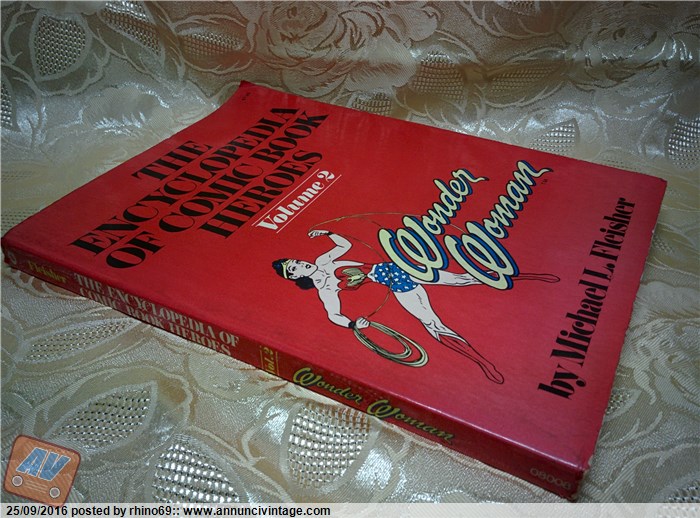 THE
ENCYCLOPEDIA
OF COMIC BOOK
HEROES
Volume 2
Wonder
Woman
by Michael L. Fleisher
Fleisher
THE ENCYCLOPEDIA OF
COMIC BOOK HEROES
Vol. 2
Wonder Woman
AV
25/09/2016 posted by rhino69:: www.annuncivintage.com